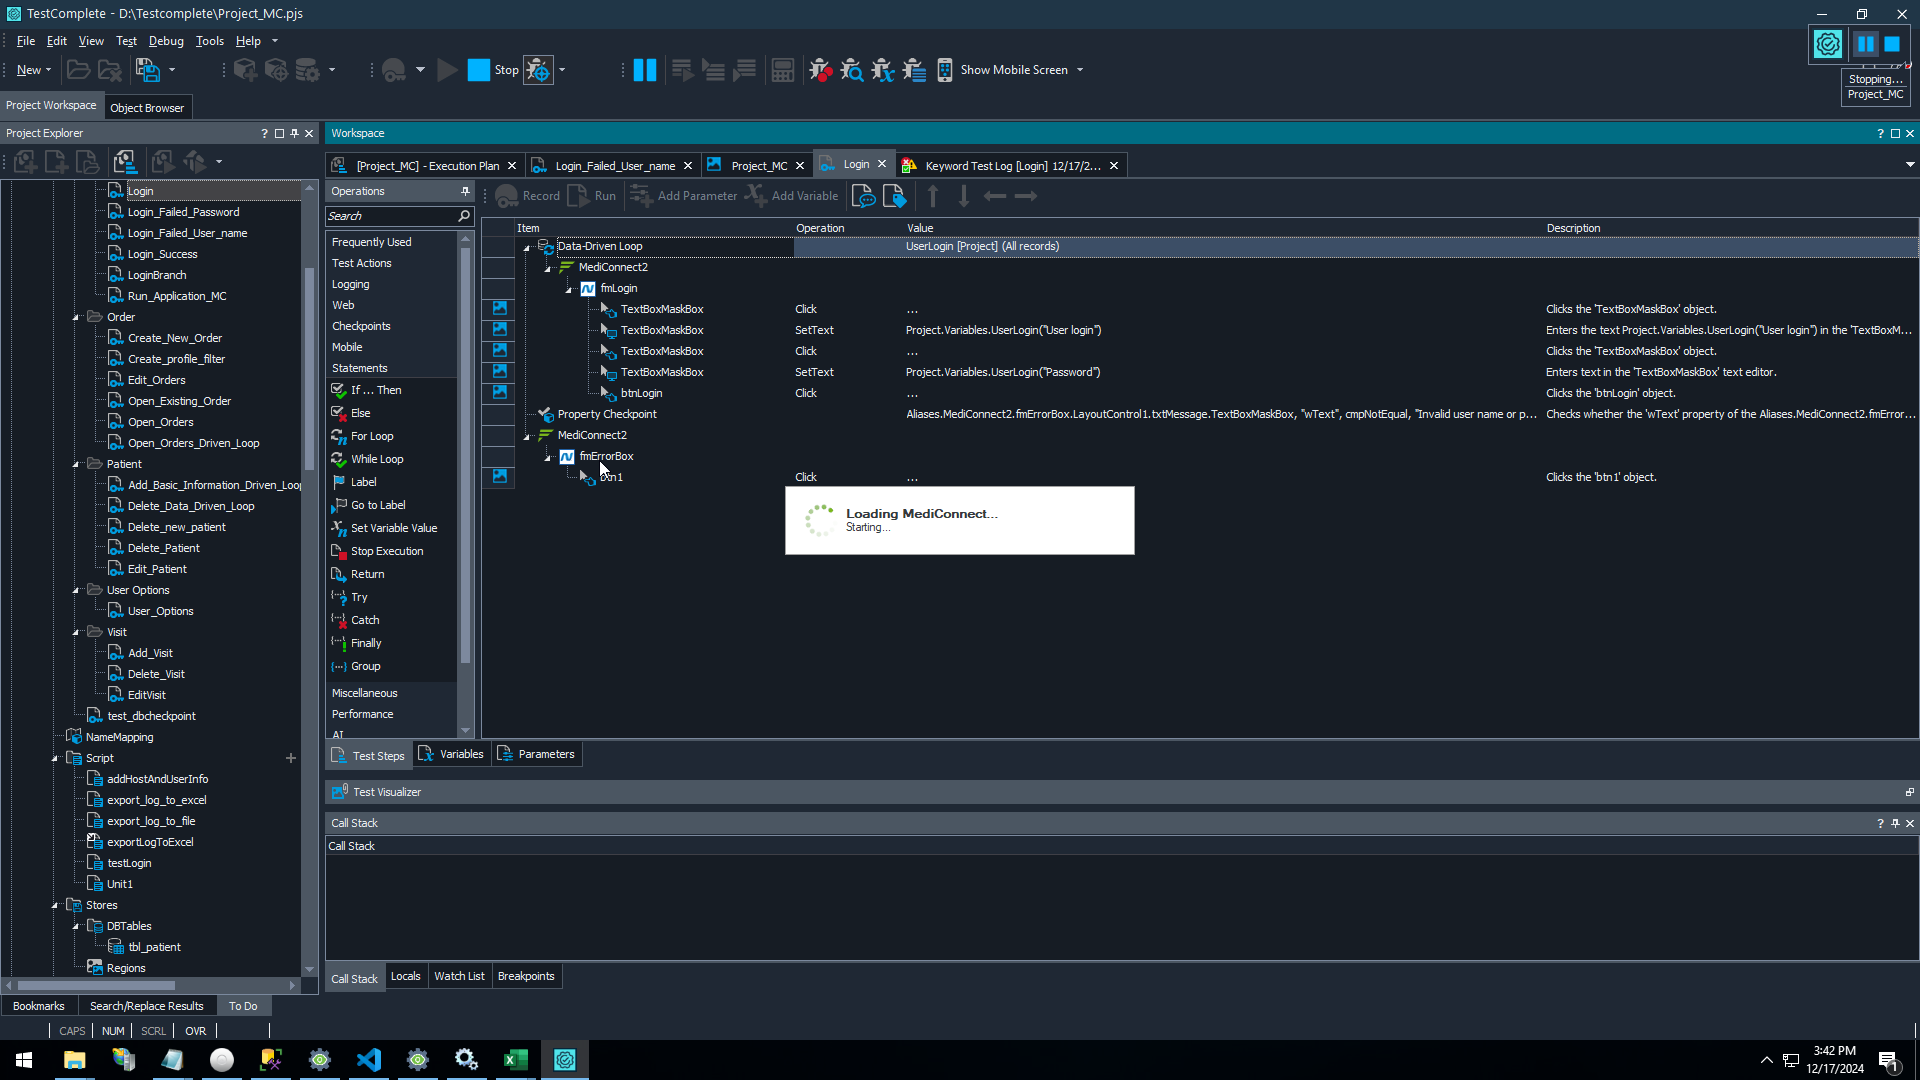 TestComplete - D:\Testcomplete\Project_MC.pjs
File Edit View Test Debug Tools Help
New Stop Show Mobile Screen
Stopping...
Project_MC
Project Workspace Object Browser
Project Explorer
Workspace
[Project_MC] - Execution Plan Login_Failed_User_name Project_MC Login Keyword Test Log [Login] 12/17/2...
Operations
Record Run Add Parameter Add Variable
Search
Frequently Used
Test Actions
Logging
Web
Checkpoints
Mobile
Statements
If ... Then
Else
For Loop
While Loop
Label
Go to Label
Set Variable Value
Stop Execution
Return
Try
Catch
Finally
Group
Miscellaneous
Performance
AI
Login
Login_Failed_Password
Login_Failed_User_name
Login_Success
LoginBranch
Run_Application_MC
Order
Create_New_Order
Create_profile_filter
Edit_Orders
Open_Existing_Order
Open_Orders
Open_Orders_Driven_Loop
Patient
Add_Basic_Information_Driven_Loop
Delete_Data_Driven_Loop
Delete_new_patient
Delete_Patient
Edit_Patient
User Options
User_Options
Visit
Add_Visit
Delete_Visit
EditVisit
test_dbcheckpoint
NameMapping
Script
addHostAndUserInfo
export_log_to_excel
export_log_to_file
exportLogToExcel
testLogin
Unit1
Stores
DBTables
tbl_patient
Regions
Item Operation Value Description
Data-Driven Loop UserLogin [Project] (All records)
MediConnect2
fmLogin
TextBoxMaskBox Click ... Clicks the 'TextBoxMaskBox' object.
TextBoxMaskBox SetText Project.Variables.UserLogin("User login") Enters the text Project.Variables.UserLogin("User login") in the 'TextBoxM...
TextBoxMaskBox Click ... Clicks the 'TextBoxMaskBox' object.
TextBoxMaskBox SetText Project.Variables.UserLogin("Password") Enters text in the 'TextBoxMaskBox' text editor.
btnLogin Click ... Clicks the 'btnLogin' object.
Property Checkpoint Aliases.MediConnect2.fmErrorBox.LayoutControl1.txtMessage.TextBoxMaskBox, "wText", cmpNotEqual, "Invalid user name or p... Checks whether the 'wText' property of the Aliases.MediConnect2.fmError...
MediConnect2
fmErrorBox
btn1 Click ... Clicks the 'btn1' object.
Loading MediConnect...
Starting...
Test Steps Variables Parameters
Test Visualizer
Call Stack
Call Stack
Call Stack Locals Watch List Breakpoints
Bookmarks Search/Replace Results To Do
CAPS NUM SCRL OVR
3:42 PM
12/17/2024
1